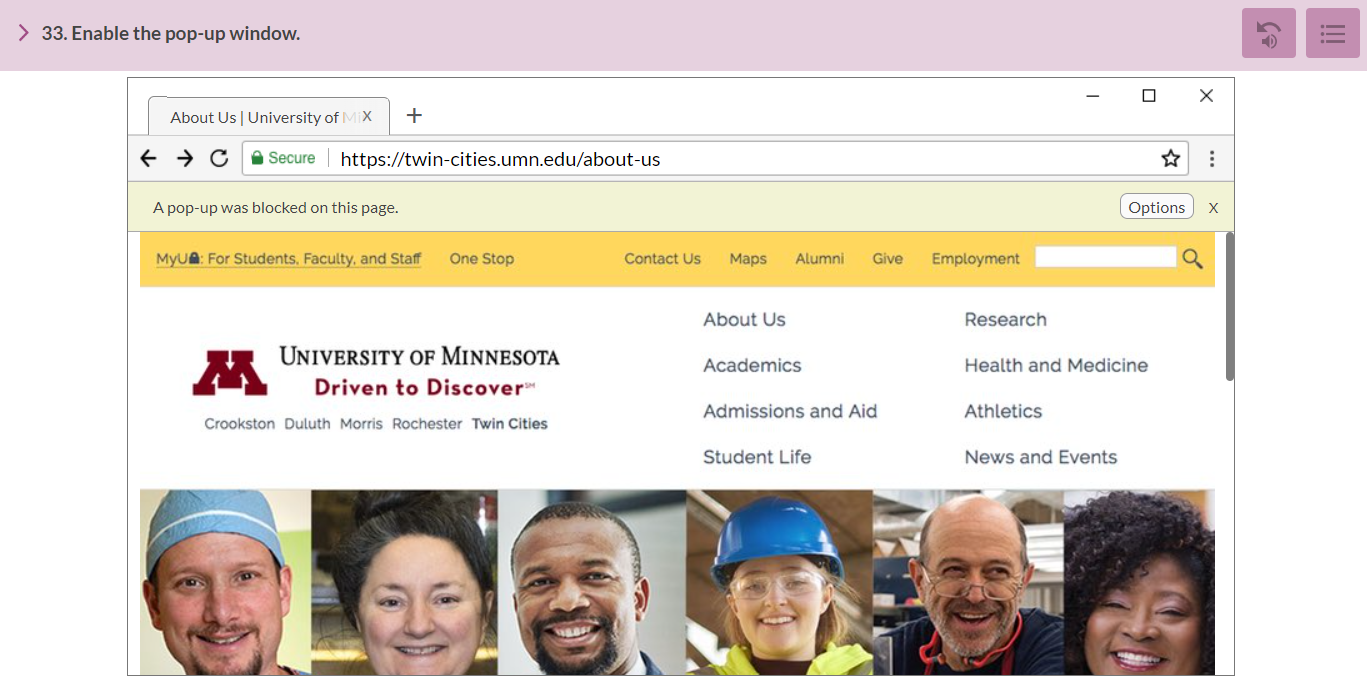 33. Enable the pop-up window.
About Us | University of Mi X
Secure https://twin-cities.umn.edu/about-us
A pop-up was blocked on this page. Options X
MyU: For Students, Faculty, and Staff One Stop Contact Us Maps Alumni Give Employment
About Us Research
UNIVERSITY OF MINNESOTA
Driven to Discover℠
Academics Health and Medicine
Crookston Duluth Morris Rochester Twin Cities
Admissions and Aid Athletics
Student Life News and Events